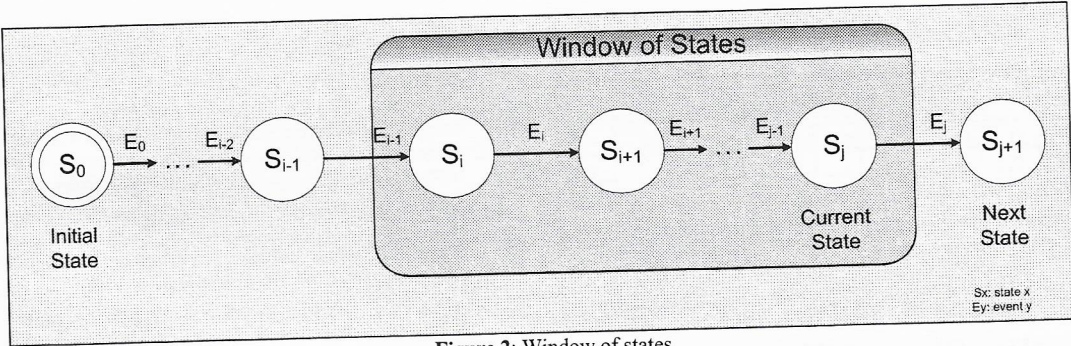 Window of States
S0 E0 ... Ei-2 Si-1 Ei-1 Si Ei Si+1 Ei+1 ... Ej-1 Sj Ej Sj+1
Initial
State
Current
State
Next
State
Sx: state x
Ey: event y
Figure 2: Window of states